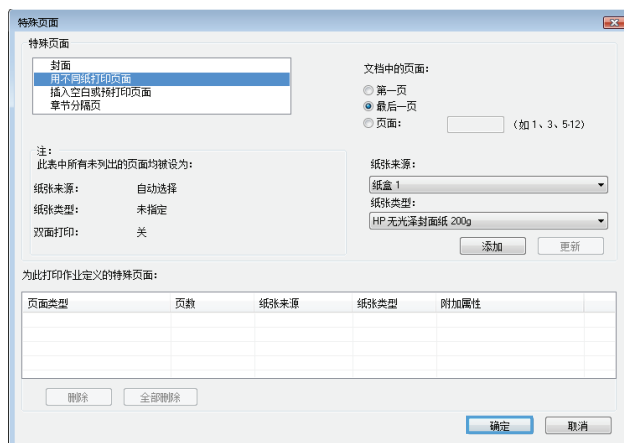 特殊页面
特殊页面
封面
用不同纸打印页面
插入空白或预打印页面
章节分隔页
文档中的页面:
第一页
最后一页
页面: (如 1、3、5-12)
注:
此表中所有未列出的页面均被设为:
纸张来源: 自动选择
纸张类型: 未指定
双面打印: 关
纸张来源:
纸盒 1
纸张类型:
HP 无光泽封面纸 200g
添加 更新
为此打印作业定义的特殊页面:
页面类型 页数 纸张来源 纸张类型 附加属性
删除 全部删除
确定 取消